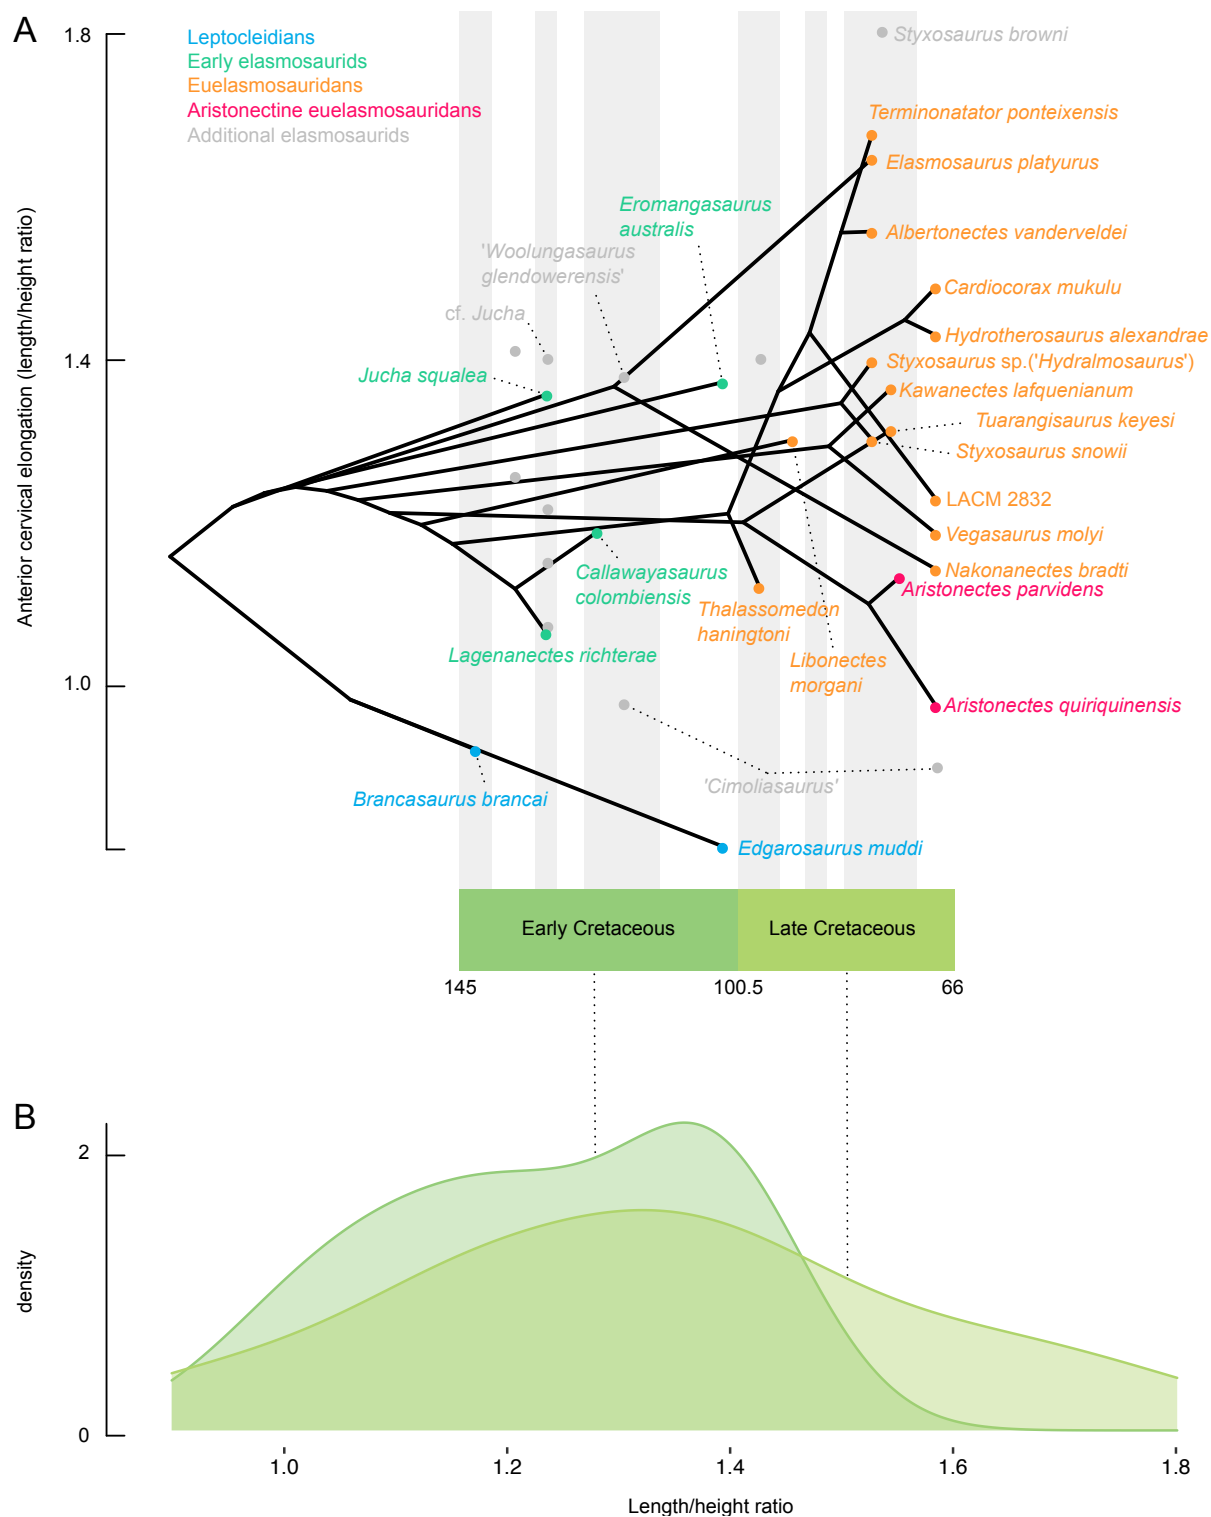 A
1.8
1.4
1.0
Anterior cervical elongation (length/height ratio)
Leptocleidians
Early elasmosaurids
Euelasmosauridans
Aristonectine euelasmosauridans
Additional elasmosaurids
Styxosaurus browni
Terminonatator ponteixensis
Elasmosaurus platyurus
Eromangasaurus
australis
Albertonectes vanderveldei
'Woolungasaurus
glendowerensis'
Cardiocorax mukulu
cf. Jucha
Hydrotherosaurus alexandrae
Styxosaurus sp.('Hydralmosaurus')
Jucha squalea
Kawanectes lafquenianum
Tuarangisaurus keyesi
Styxosaurus snowii
LACM 2832
Vegasaurus molyi
Nakonanectes bradti
Callawayasaurus
colombiensis
Aristonectes parvidens
Thalassomedon
haningtoni
Lagenanectes richterae
Libonectes
morgani
Aristonectes quiriquinensis
'Cimoliasaurus'
Brancasaurus brancai
Edgarosaurus muddi
Early Cretaceous
Late Cretaceous
145
100.5
66
B
2
0
density
1.0
1.2
1.4
1.6
1.8
Length/height ratio